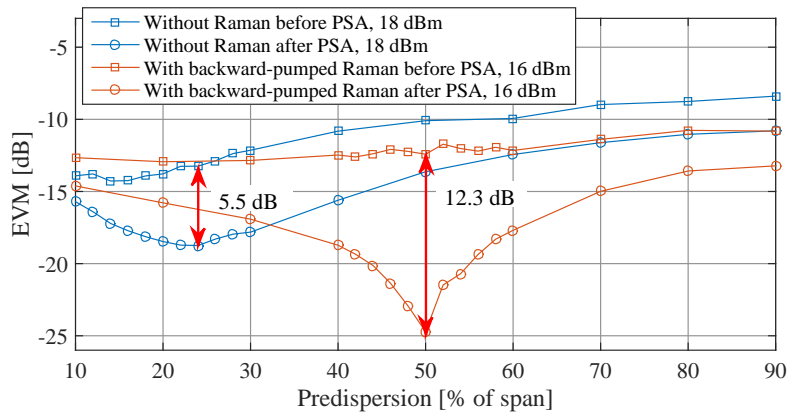 -5
Without Raman before PSA, 18 dBm
Without Raman after PSA, 18 dBm
With backward-pumped Raman before PSA, 16 dBm
With backward-pumped Raman after PSA, 16 dBm
-10
-15
-20
-25
EVM [dB]
5.5 dB
12.3 dB
10 20 30 40 50 60 70 80 90
Predispersion [% of span]